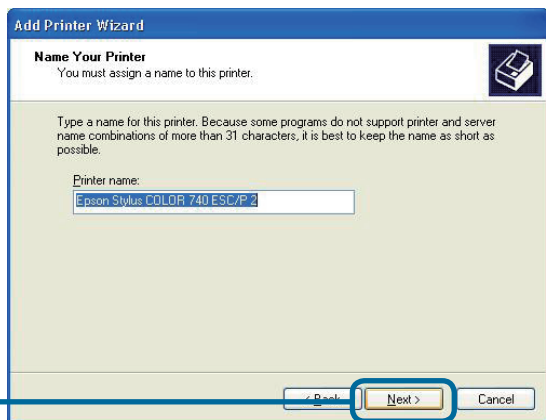 Add Printer Wizard
Name Your Printer
You must assign a name to this printer.
Type a name for this printer. Because some programs do not support printer and server
name combinations of more than 31 characters, it is best to keep the name as short as
possible.
Printer name:
Epson Stylus COLOR 740 ESC/P 2
< Back Next > Cancel